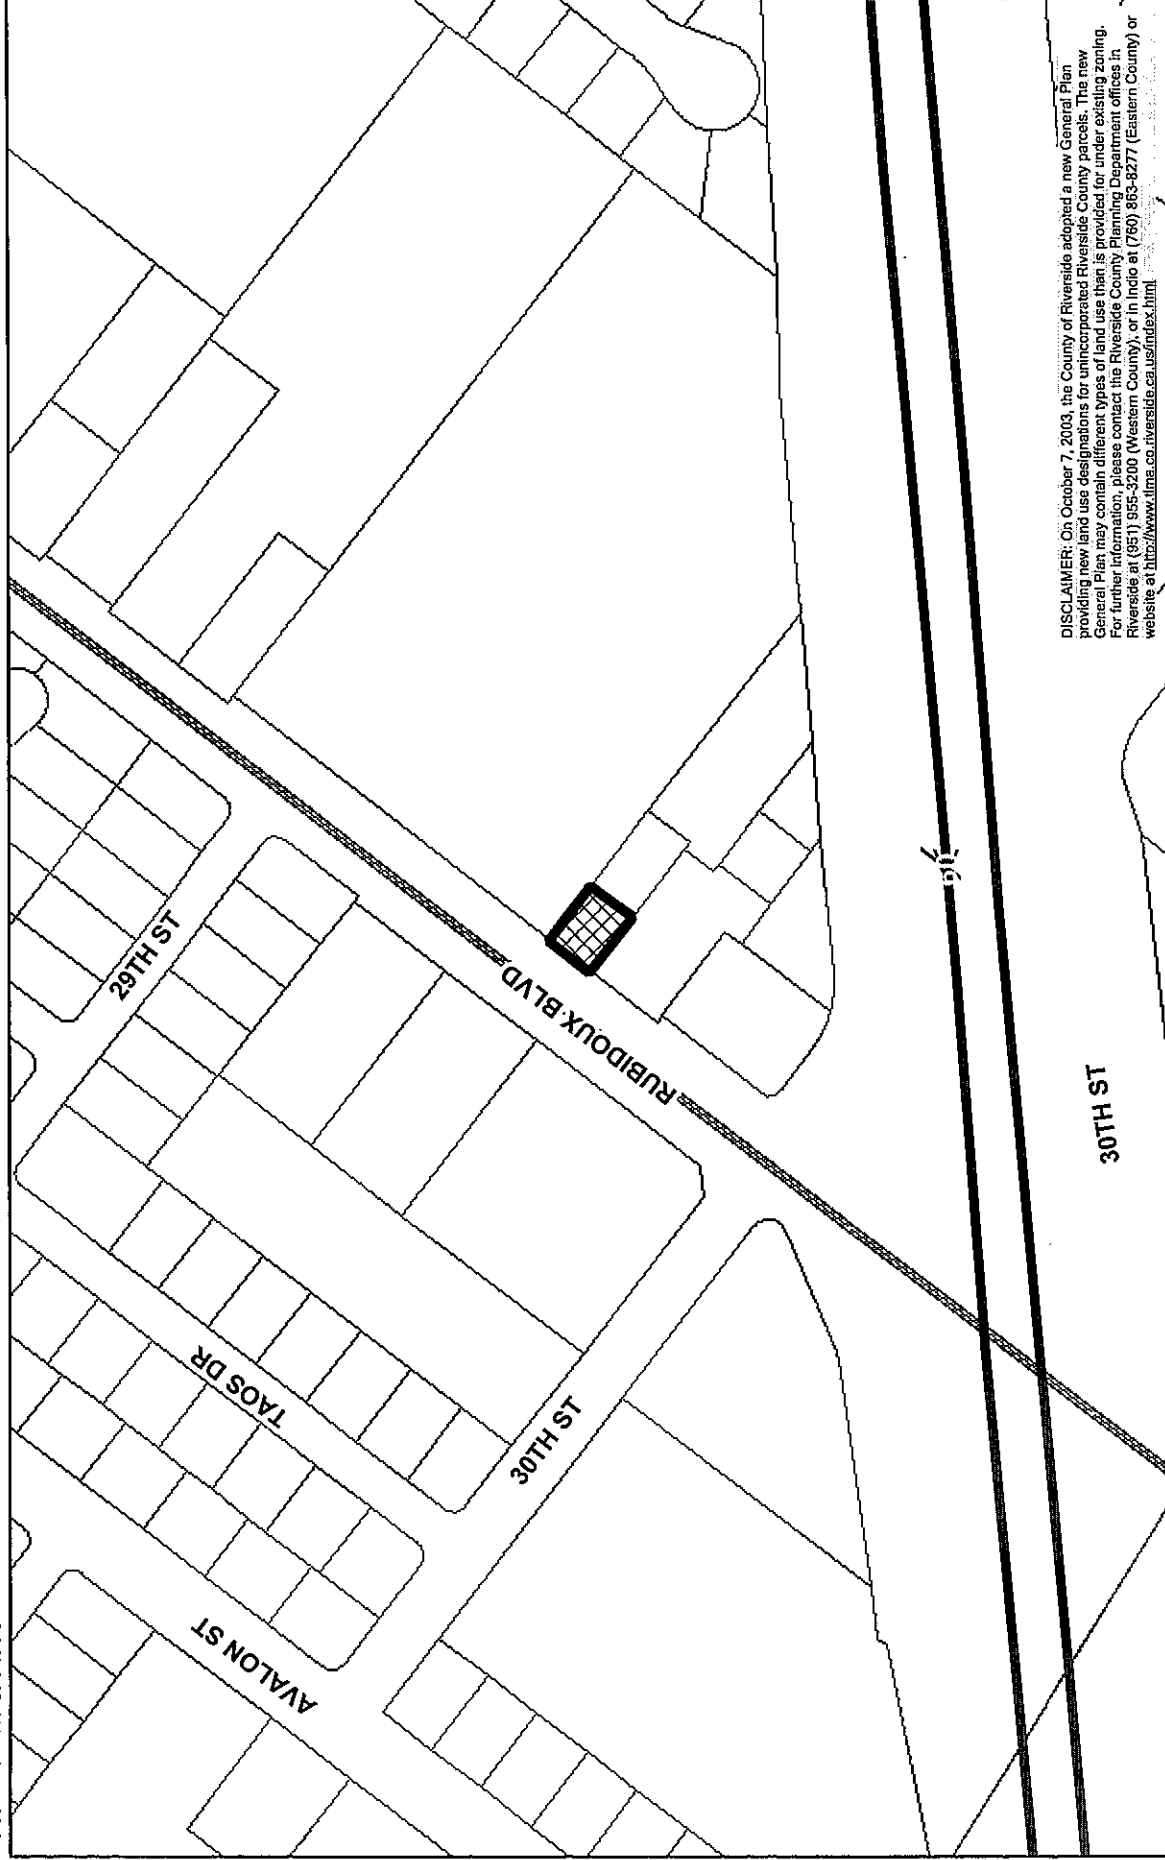 29TH ST
RUBIDOUX BLVD
TAOS DR
30TH ST
AVALON ST
30TH ST
DISCLAIMER: On October 7, 2003, the County of Riverside adopted a new General Plan
providing new land use designations for unincorporated Riverside County parcels. The new
General Plan may contain different types of land use than is provided for under existing zoning.
For further information, please contact the Riverside County Planning Department offices in
Riverside at (951) 955-3200 (Western County), or in Indio at (760) 863-8277 (Eastern County) or
website at http://www.tlma.co.riverside.ca.us/index.html